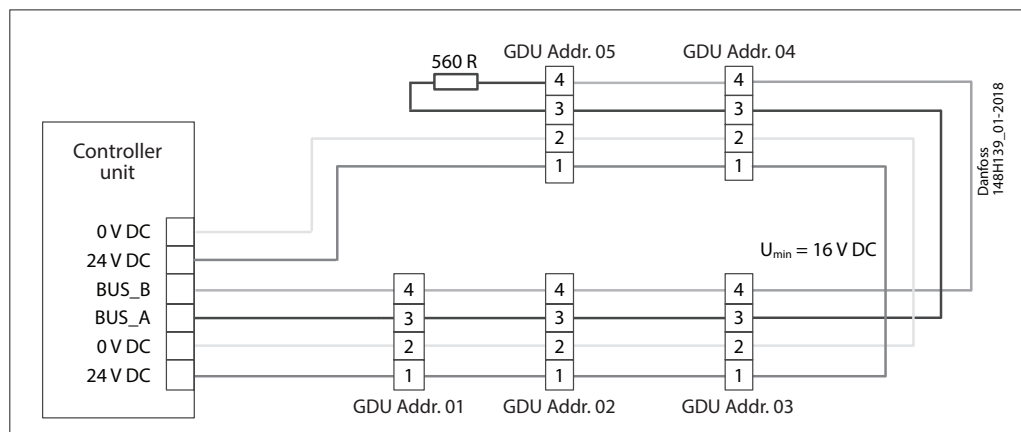 GDU Addr. 05
GDU Addr. 04
560 R
4
3
2
1
4
3
2
1
Danfoss
148H139_01-2018
Controller
unit
0 V DC
24 V DC
BUS_B
BUS_A
0 V DC
24 V DC
Umin = 16 V DC
4
3
2
1
4
3
2
1
4
3
2
1
GDU Addr. 01
GDU Addr. 02
GDU Addr. 03